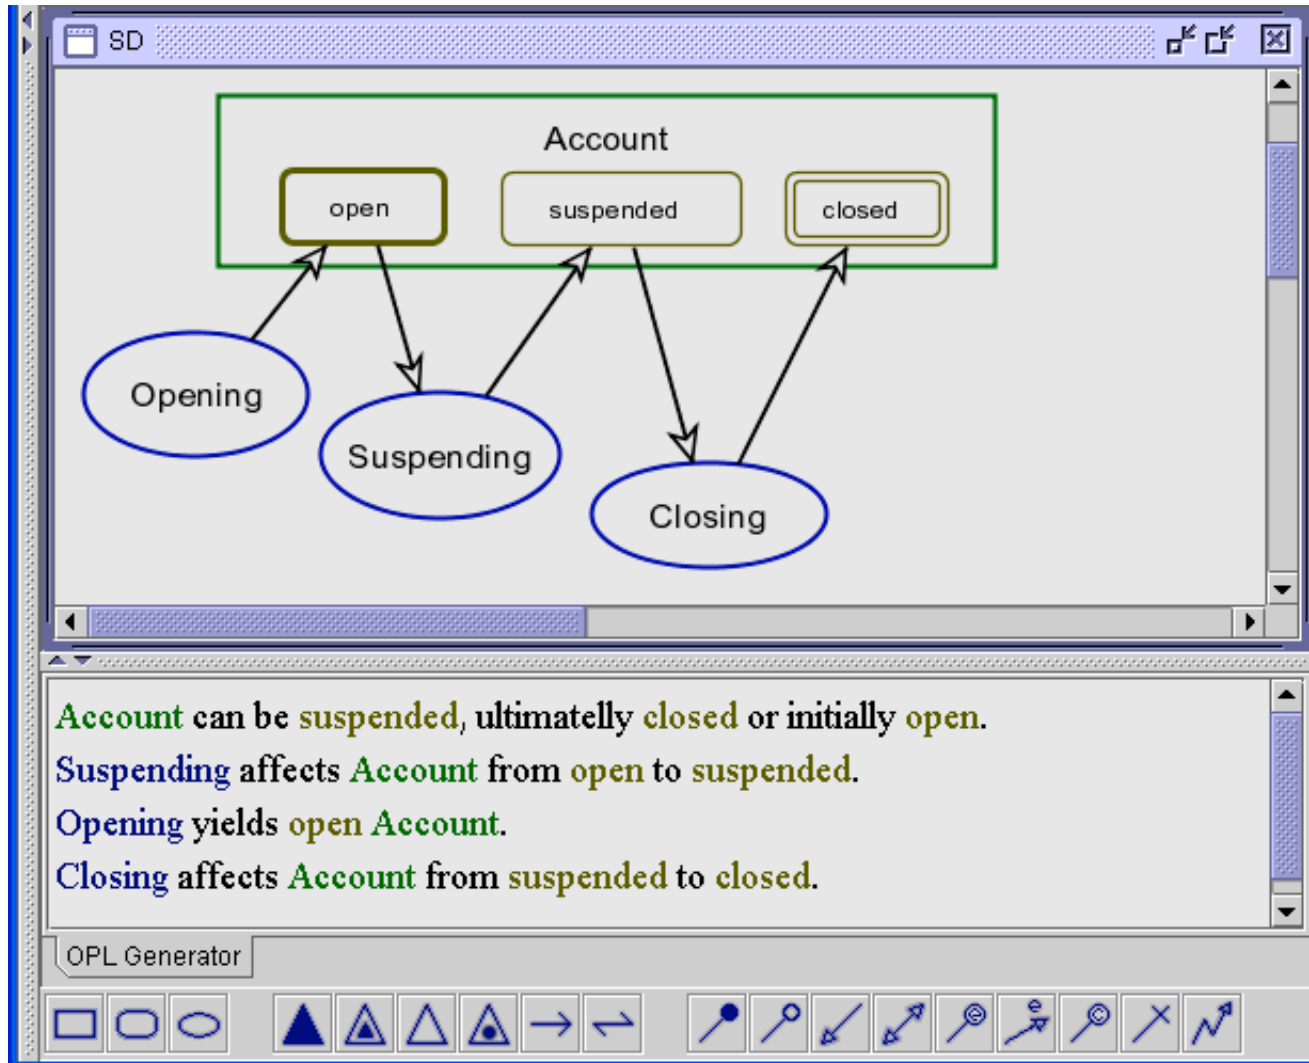 SD
Account
open
suspended
closed
Opening
Suspending
Closing
Account can be suspended, ultimatelly closed or initially open.
Suspending affects Account from open to suspended.
Opening yields open Account.
Closing affects Account from suspended to closed.
OPL Generator
e
e
c